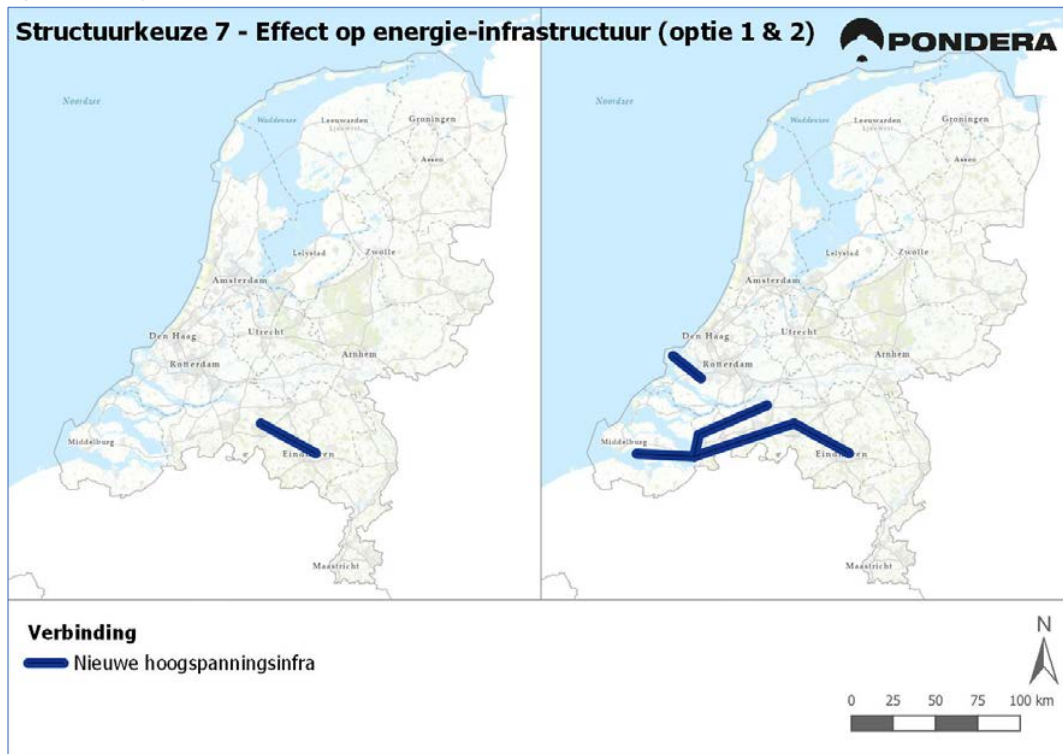 Structuurkeuze 7 - Effect op energie-infrastructuur (optie 1 & 2)
PONDERA
Noordzee
Waddenzee
Leeuwarden
Ljouwert
Groningen
Assen
Lelystad
Zwolle
Amsterdam
Den Haag
Utrecht
Rotterdam
Arnhem
Middelburg
Eindhoven
Maastricht
Noordzee
Waddenzee
Leeuwarden
Ljouwert
Groningen
Assen
Lelystad
Zwolle
Amsterdam
Den Haag
Utrecht
Rotterdam
Arnhem
Middelburg
Eindhoven
Maastricht
Verbinding
Nieuwe hoogspanningsinfra
N
0 25 50 75 100 km